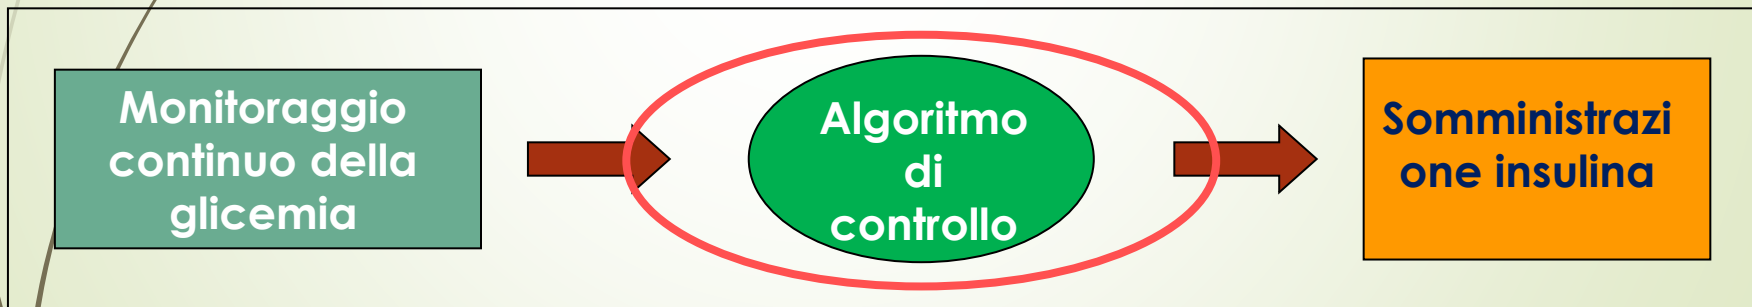 Monitoraggio
continuo della
glicemia
Algoritmo
di
controllo
Somministrazi
one insulina